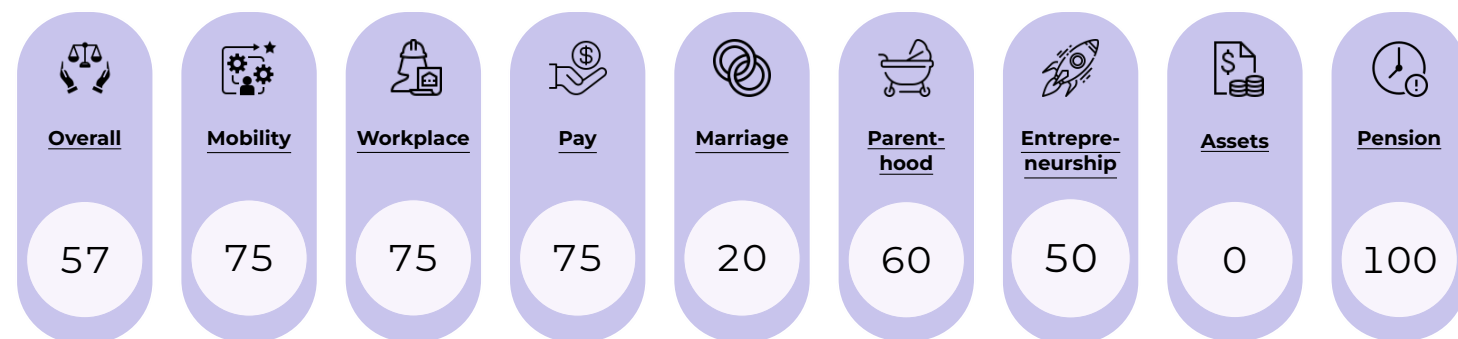 Overall
57
Mobility
75
Workplace
75
Pay
75
Marriage
20
Parent-
hood
60
Entrepre-
neurship
50
$
Assets
0
Pension
100